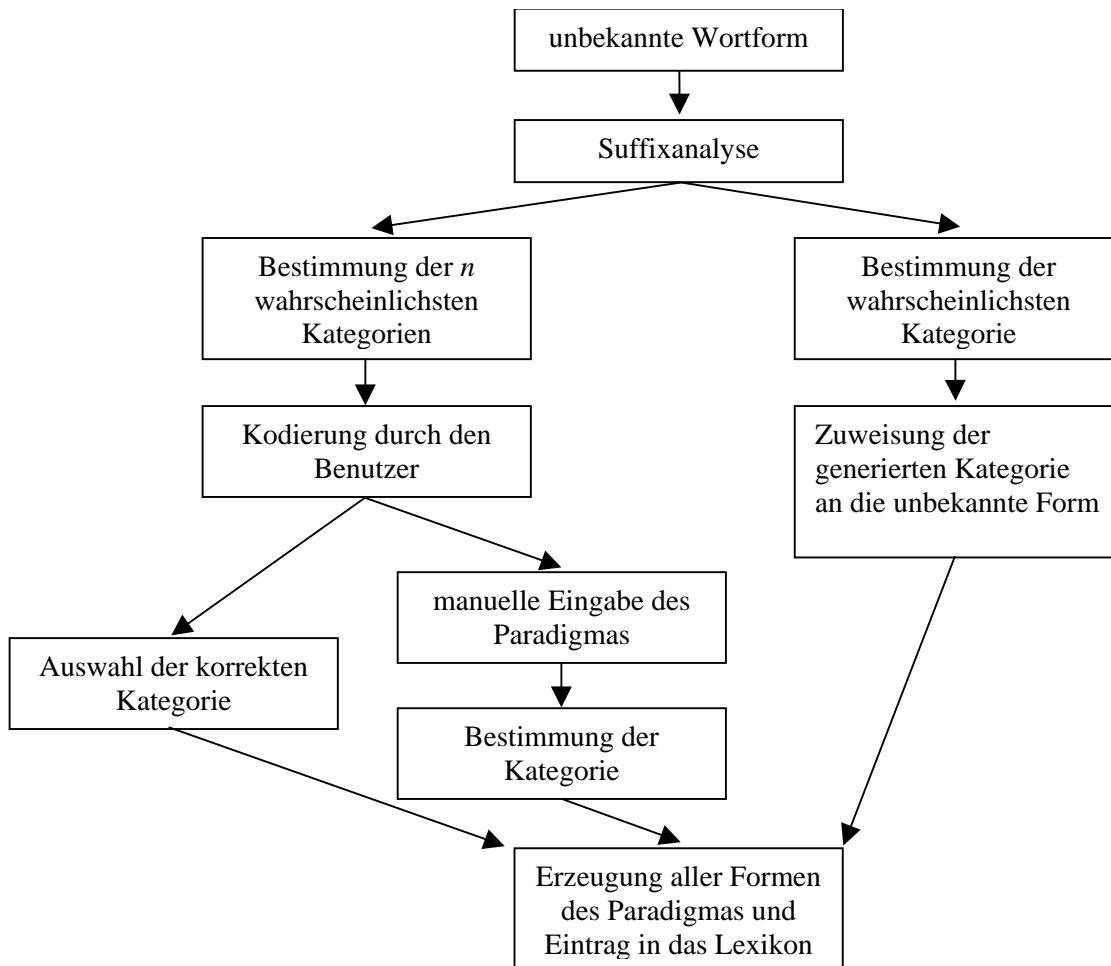 unbekannte Wortform
Suffixanalyse
Bestimmung der n
wahrscheinlichsten
Kategorien
Bestimmung der
wahrscheinlichsten
Kategorie
Kodierung durch den
Benutzer
Zuweisung der
generierten Kategorie
an die unbekannte Form
manuelle Eingabe des
Paradigmas
Auswahl der korrekten
Kategorie
Bestimmung der
Kategorie
Erzeugung aller Formen
des Paradigmas und
Eintrag in das Lexikon